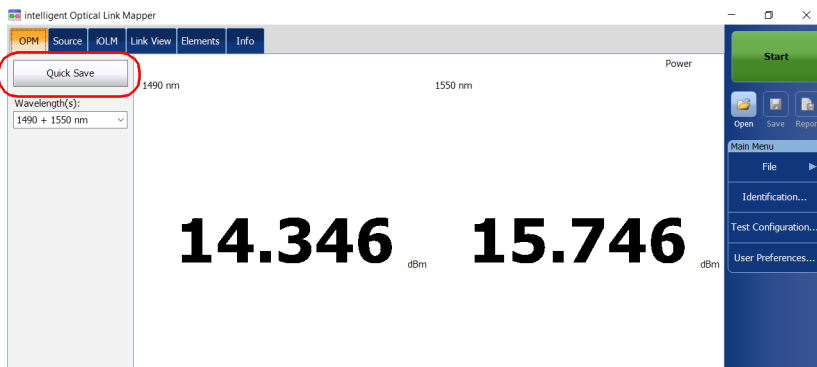 intelligent Optical Link Mapper
OPM Source iOLM Link View Elements Info
Quick Save
Wavelength(s):
1490 + 1550 nm
Power
1490 nm 1550 nm
14.346 dBm 15.746 dBm
Start
Open Save Repor
Main Menu
File
Identification...
Test Configuration...
User Preferences...